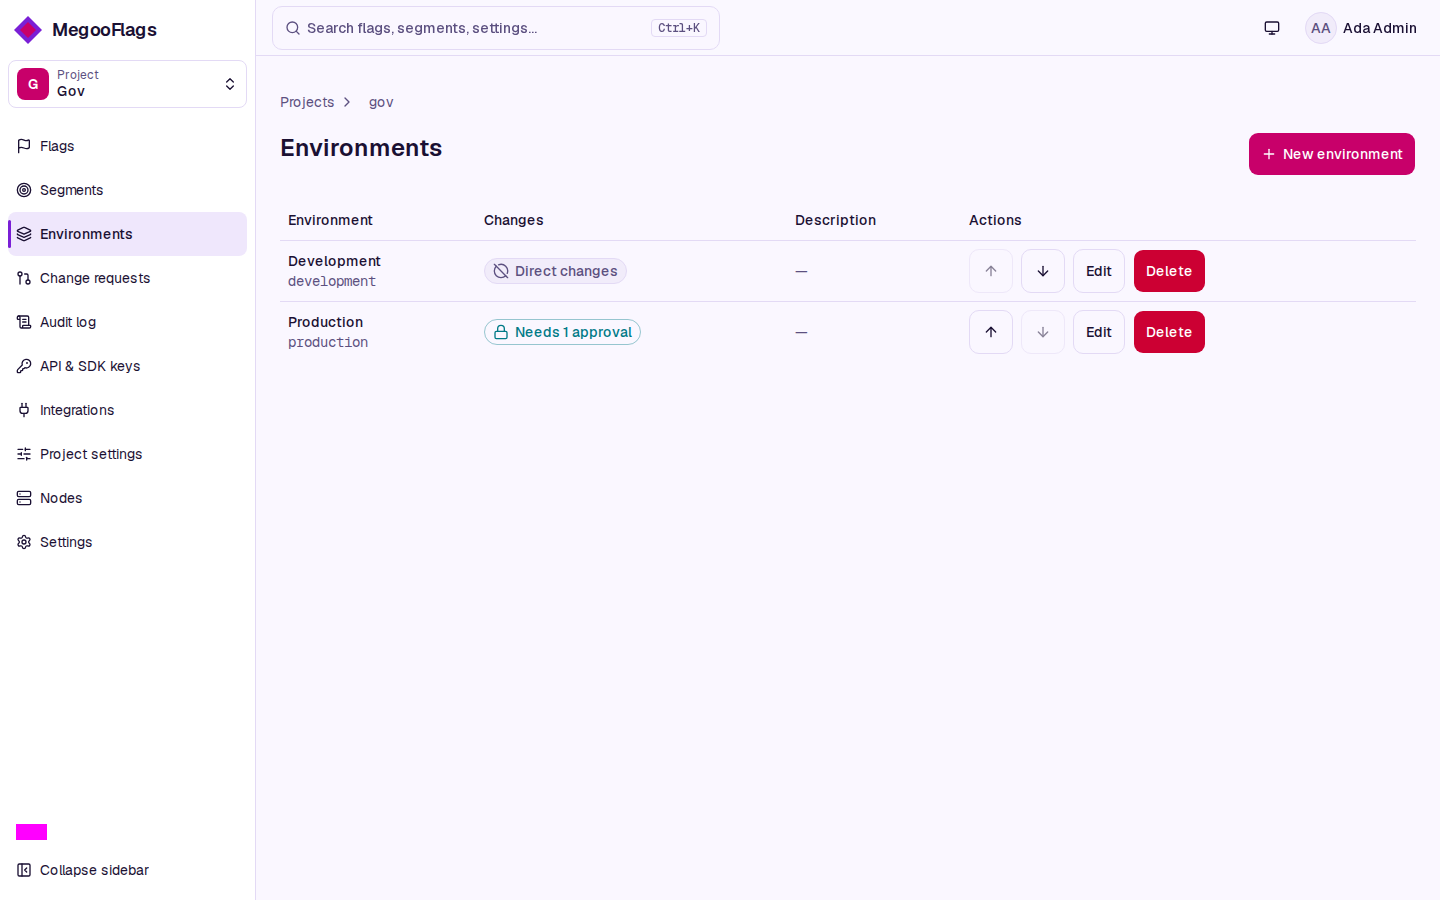 MegooFlags
Search flags, segments, settings...
Ctrl+K
AA
Ada Admin
G
Project
Gov
Flags
Segments
Environments
Change requests
Audit log
API & SDK keys
Integrations
Project settings
Nodes
Settings
Collapse sidebar
Projects
gov
Environments
New environment
Environment Changes Description Actions
Development
development
Direct changes
—
Edit
Delete
Production
production
Needs 1 approval
—
Edit
Delete